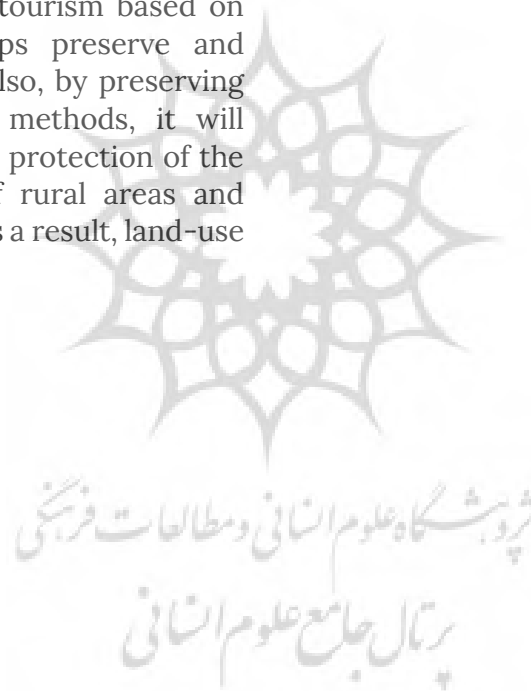 tourism based on
ps preserve and
lso, by preserving
methods, it will
protection of the
f rural areas and
s a result, land-use
پژوهشگاه علوم انسانی و مطالعات فرهنگی
پرتال جامع علوم انسانی